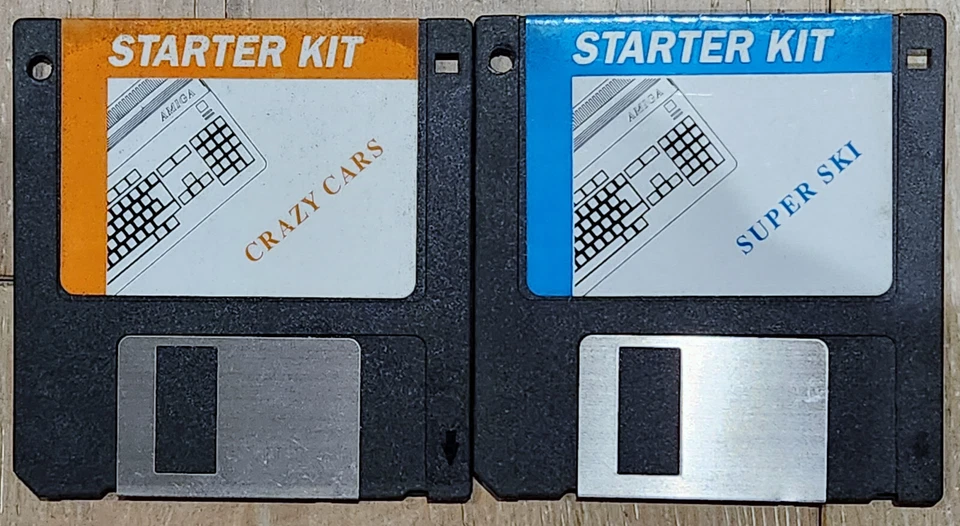 STARTER KIT
AMIGA
CRAZY CARS
STARTER KIT
AMIGA
SUPER SKI